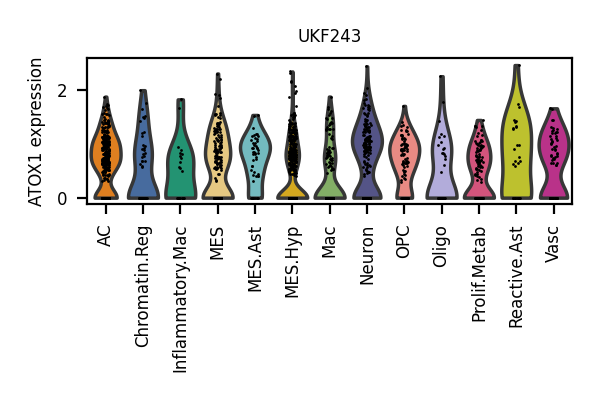 UKF243
ATOX1 expression
2
0
AC
Chromatin.Reg
Inflammatory.Mac
MES
MES.Ast
MES.Hyp
Mac
Neuron
OPC
Oligo
Prolif.Metab
Reactive.Ast
Vasc